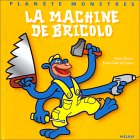 PLANÈTE MONSTRES
LA MACHINE
DE BRICOLO
MILAN